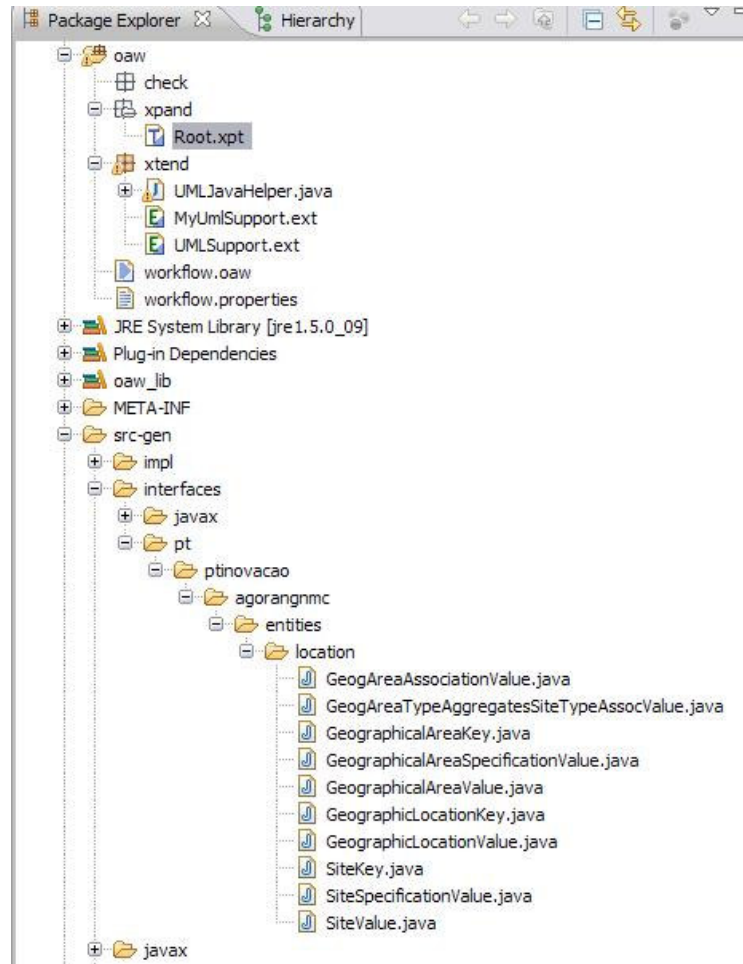 Package Explorer Hierarchy
oaw
check
xpand
Root.xpt
xtend
UMLJavaHelper.java
MyUmlSupport.ext
UMLSupport.ext
workflow.oaw
workflow.properties
JRE System Library [jre1.5.0_09]
Plug-in Dependencies
oaw_lib
META-INF
src-gen
impl
interfaces
javax
pt
ptinovacao
agorangnmc
entities
location
GeogAreaAssociationValue.java
GeogAreaTypeAggregatesSiteTypeAssocValue.java
GeographicalAreaKey.java
GeographicalAreaSpecificationValue.java
GeographicalAreaValue.java
GeographicLocationKey.java
GeographicLocationValue.java
SiteKey.java
SiteSpecificationValue.java
SiteValue.java
javax